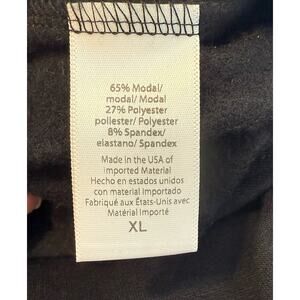 65% Modal/
modal/ Modal
27% Polyester
poliester/ Polyester
8% Spandex/
elastano/ Spandex
Made in the USA of
Imported Material
Hecho en estados unidos
con material importado
Fabriqué aux États-Unis avec
Matérial Importé
XL